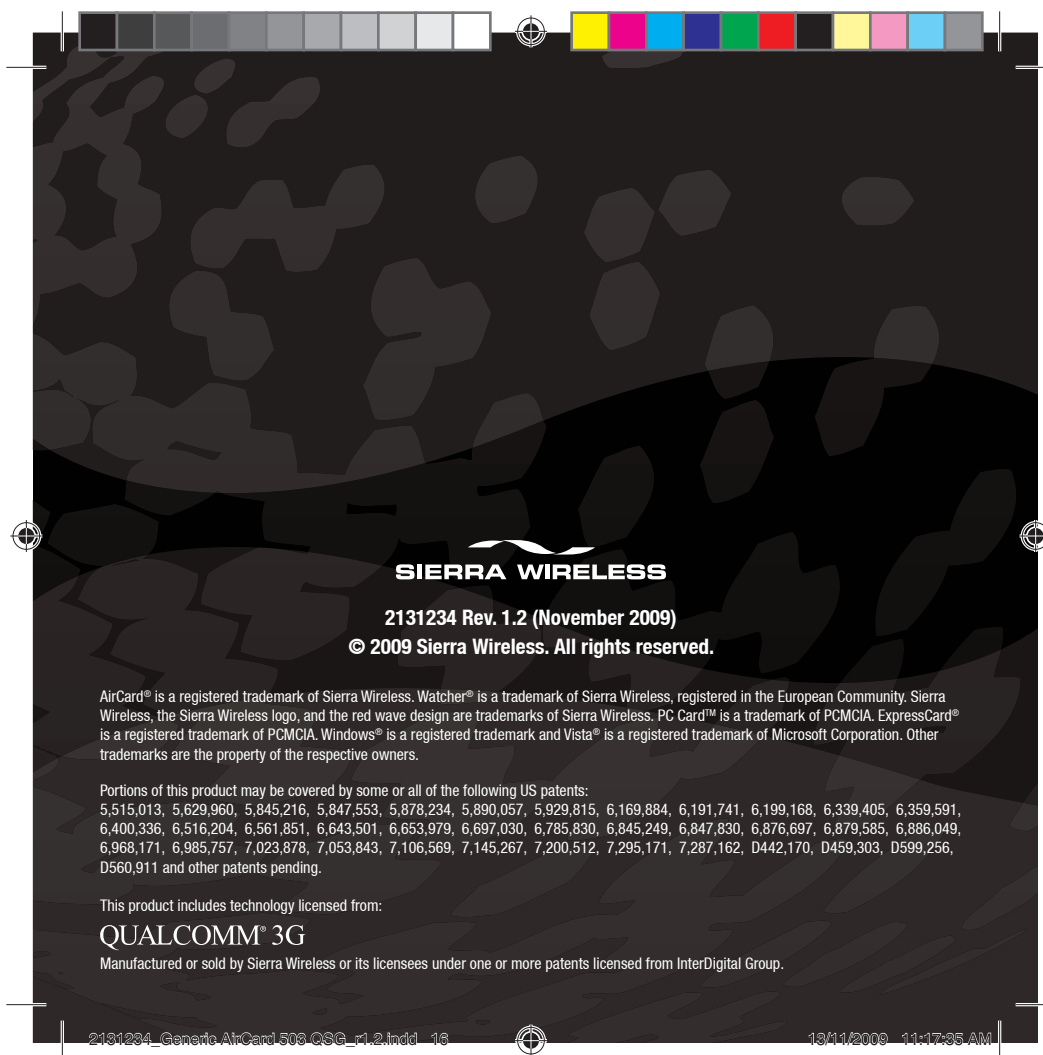 SIERRA WIRELESS
2131234 Rev. 1.2 (November 2009)
© 2009 Sierra Wireless. All rights reserved.
AirCard® is a registered trademark of Sierra Wireless. Watcher® is a trademark of Sierra Wireless, registered in the European Community. Sierra
Wireless, the Sierra Wireless logo, and the red wave design are trademarks of Sierra Wireless. PC Card™ is a trademark of PCMCIA. ExpressCard®
is a registered trademark of PCMCIA. Windows® is a registered trademark and Vista® is a registered trademark of Microsoft Corporation. Other
trademarks are the property of the respective owners.
Portions of this product may be covered by some or all of the following US patents:
5,515,013, 5,629,960, 5,845,216, 5,847,553, 5,878,234, 5,890,057, 5,929,815, 6,169,884, 6,191,741, 6,199,168, 6,339,405, 6,359,591,
6,400,336, 6,516,204, 6,561,851, 6,643,501, 6,653,979, 6,697,030, 6,785,830, 6,845,249, 6,847,830, 6,876,697, 6,879,585, 6,886,049,
6,968,171, 6,985,757, 7,023,878, 7,053,843, 7,106,569, 7,145,267, 7,200,512, 7,295,171, 7,287,162, D442,170, D459,303, D599,256,
D560,911 and other patents pending.
This product includes technology licensed from:
QUALCOMM® 3G
Manufactured or sold by Sierra Wireless or its licensees under one or more patents licensed from InterDigital Group.
2131234_Generic AirCard 503 QSG_r1.2.indd 16
13/11/2009 11:17:35 AM